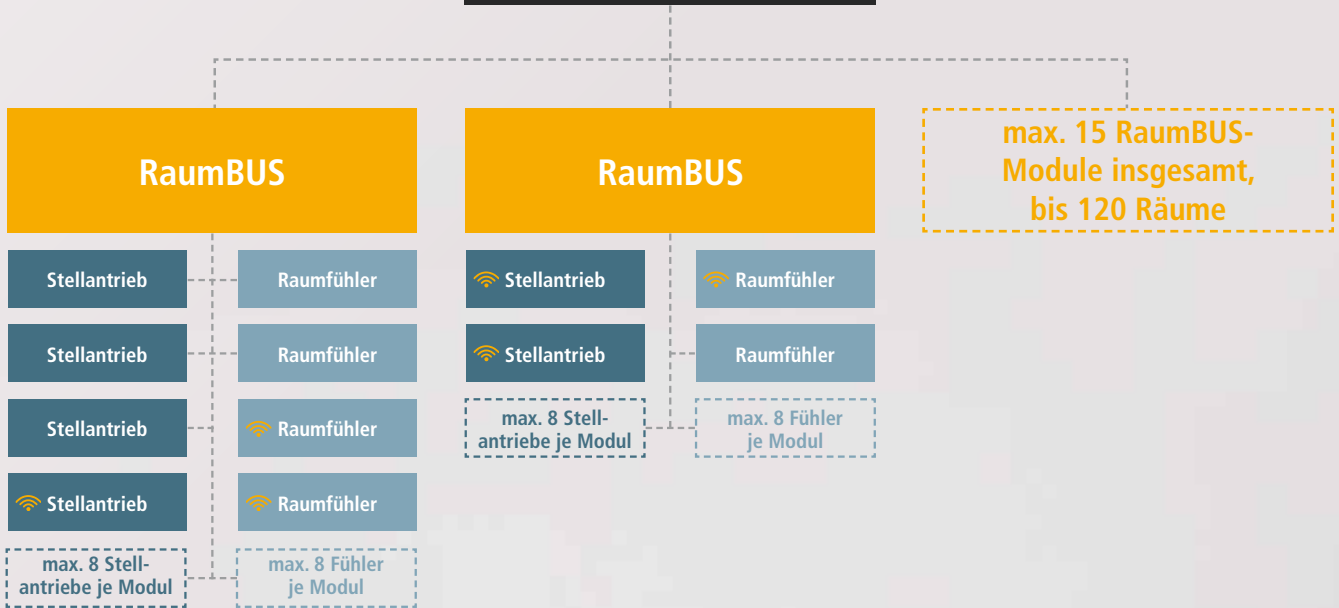 RaumBUS
Stellantrieb
Raumfühler
Stellantrieb
Raumfühler
Stellantrieb
Raumfühler
Stellantrieb
Raumfühler
max. 8 Stell-
antriebe je Modul
max. 8 Fühler
je Modul
RaumBUS
Stellantrieb
Raumfühler
Stellantrieb
Raumfühler
max. 8 Stell-
antriebe je Modul
max. 8 Fühler
je Modul
max. 15 RaumBUS-
Module insgesamt,
bis 120 Räume